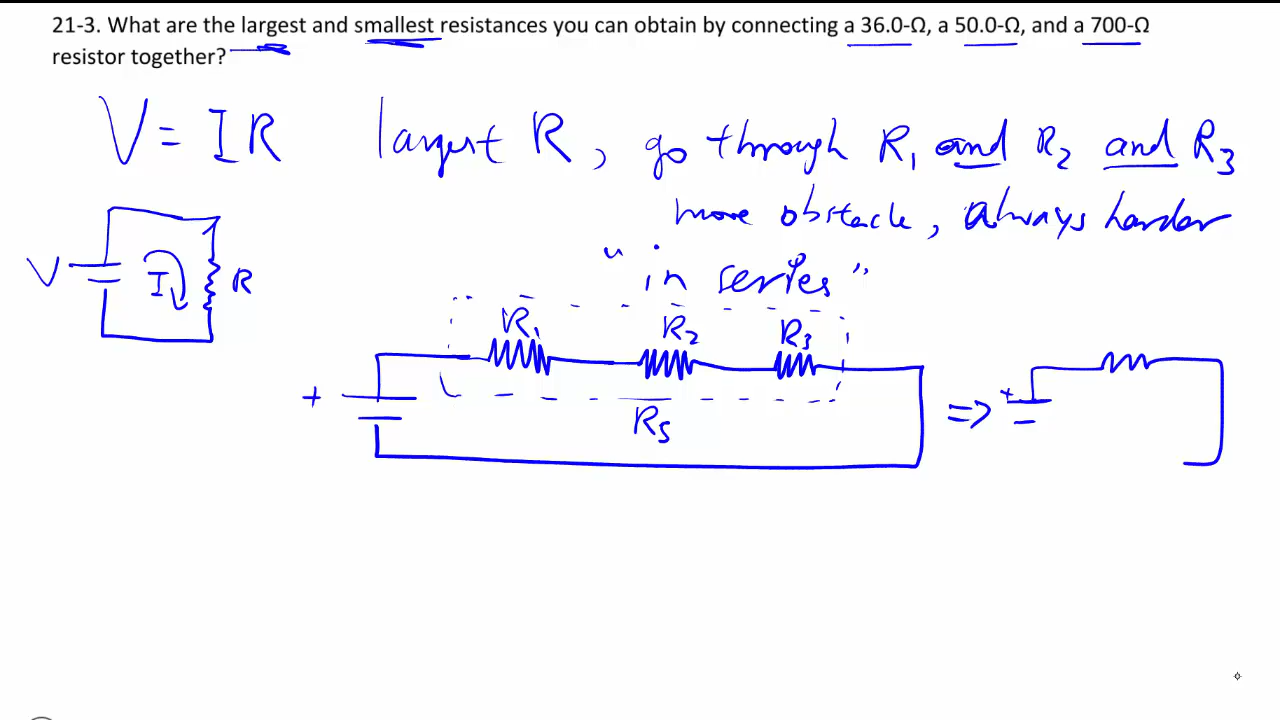 21-3. What are the largest and smallest resistances you can obtain by connecting a 36.0-Ω, a 50.0-Ω, and a 700-Ω
resistor together?
V = IR largest R, go through R₁ and R₂ and R₃
more obstacle, always harder
"in series"
V I R
R₁ R₂ R₃
+ Rs ⇒ +